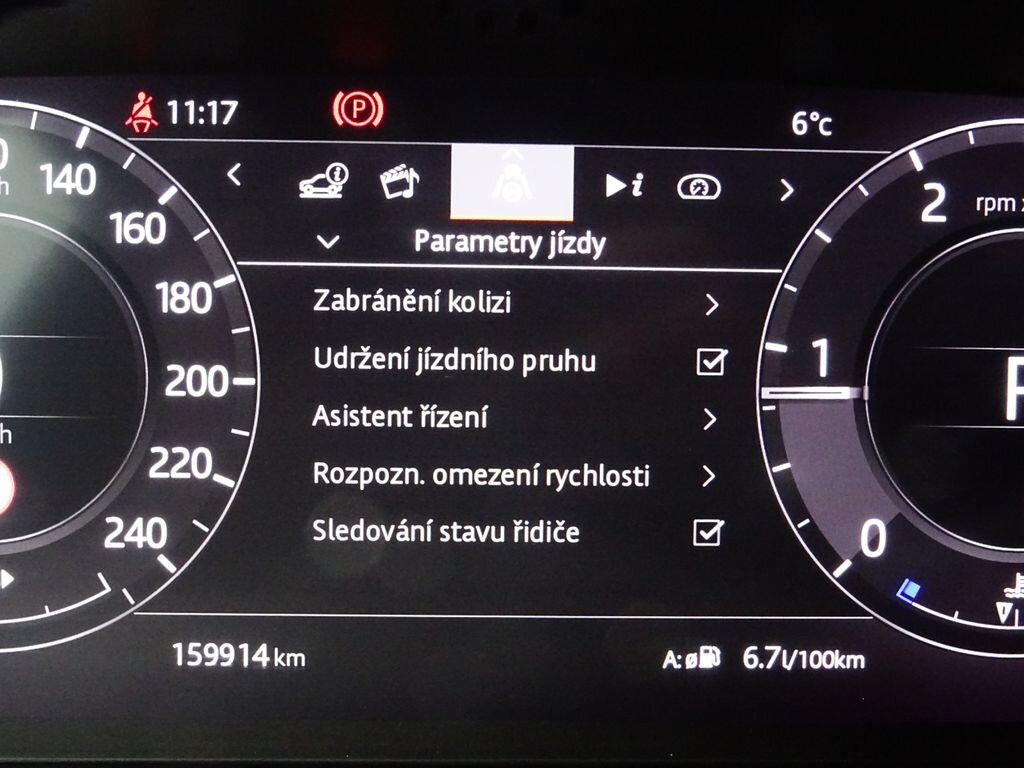 11:17
P
6°c
140
160
180
200
220
240
i
i
Parametry jízdy
Zabránění kolizi
Udržení jízdního pruhu
Asistent řízení
Rozpozn. omezení rychlosti
Sledování stavu řidiče
2
rpm
1
0
159914 km
A:ø 6.7l/100km